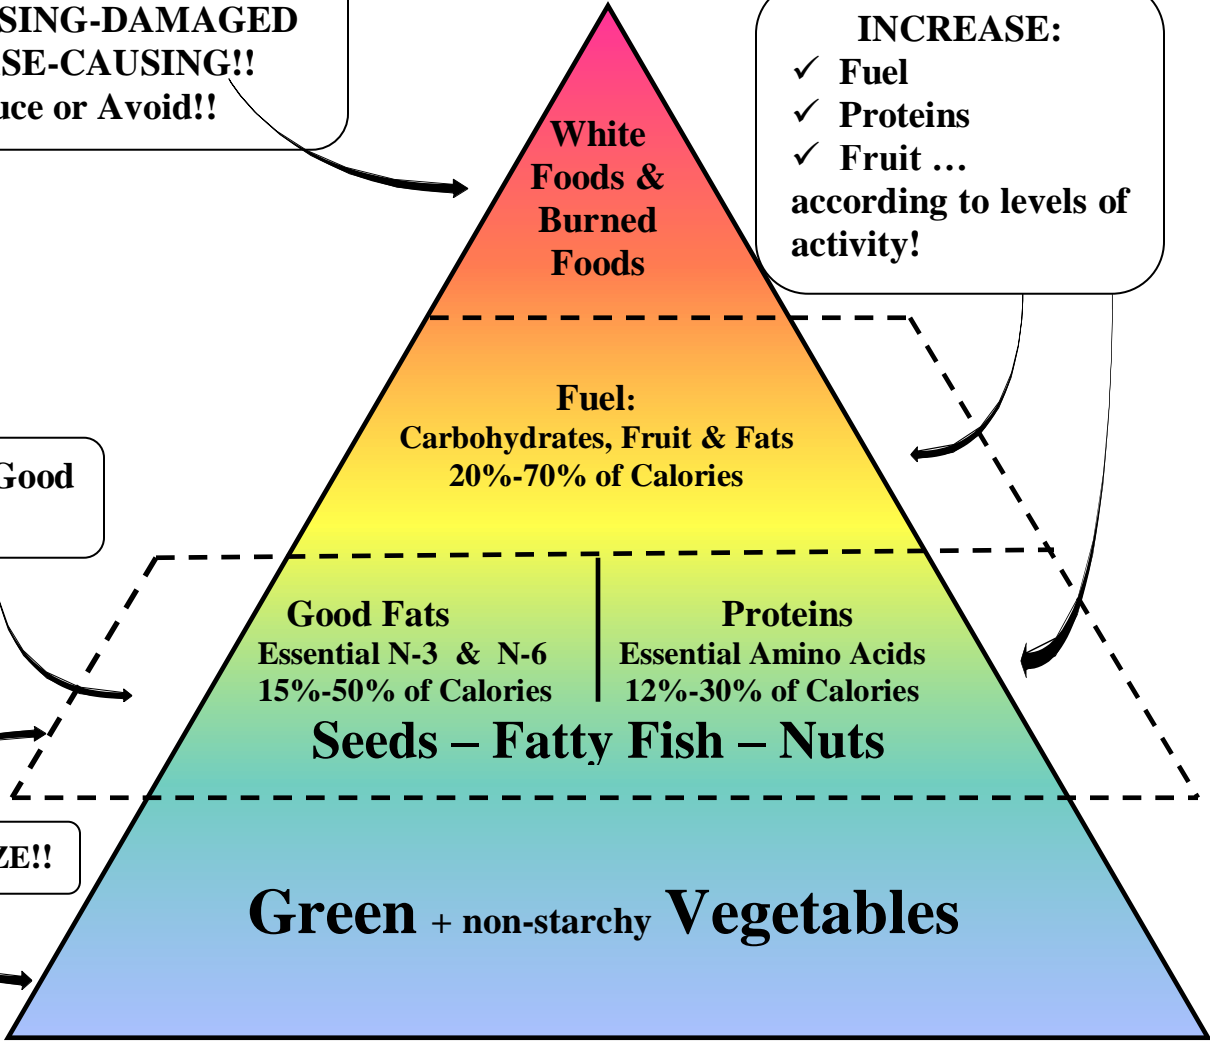 SING-DAMAGED
SE-CAUSING!!
uce or Avoid!!
INCREASE:
✓ Fuel
✓ Proteins
✓ Fruit …
according to levels of
activity!
White
Foods &
Burned
Foods
Fuel:
Carbohydrates, Fruit & Fats
20%-70% of Calories
Good
Good Fats
Essential N-3 & N-6
15%-50% of Calories
Proteins
Essential Amino Acids
12%-30% of Calories
Seeds – Fatty Fish – Nuts
ZE!!
Green + non-starchy Vegetables